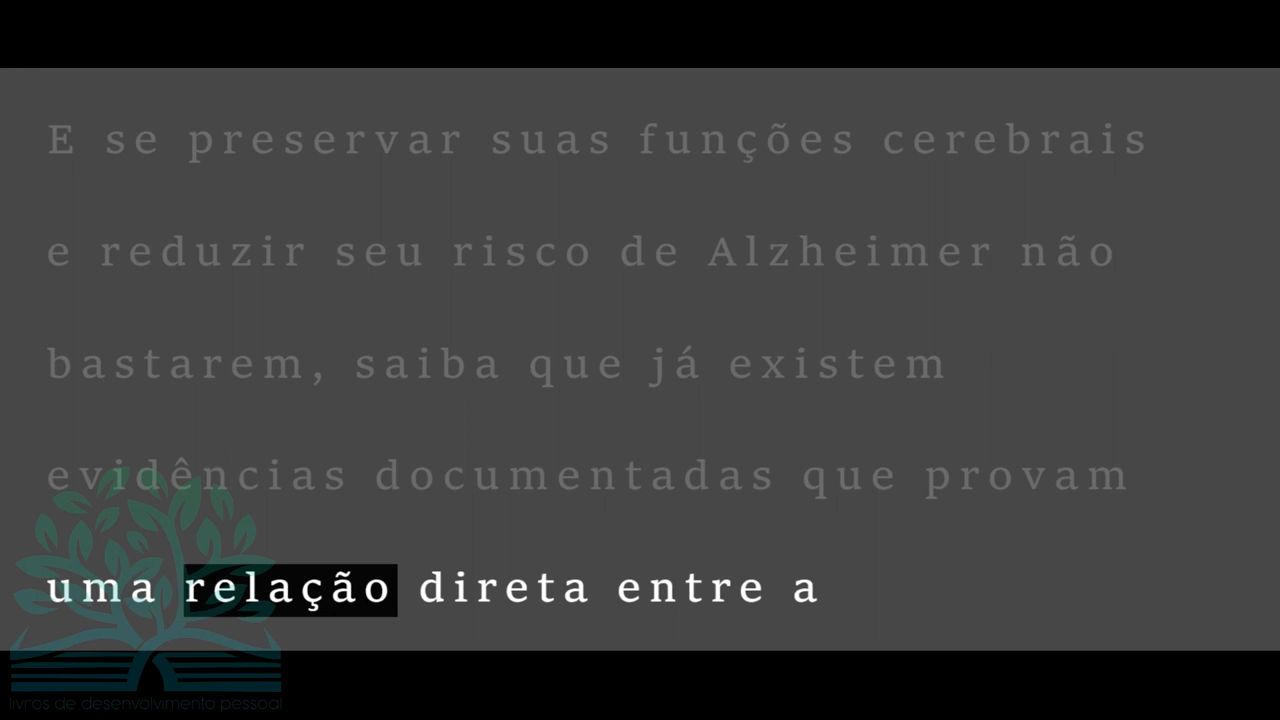 E se preservar suas funções cerebrais
e reduzir seu risco de Alzheimer não
bastarem, saiba que já existem
evidências documentadas que provam
uma relação direta entre a
livros de desenvolvimento pessoal